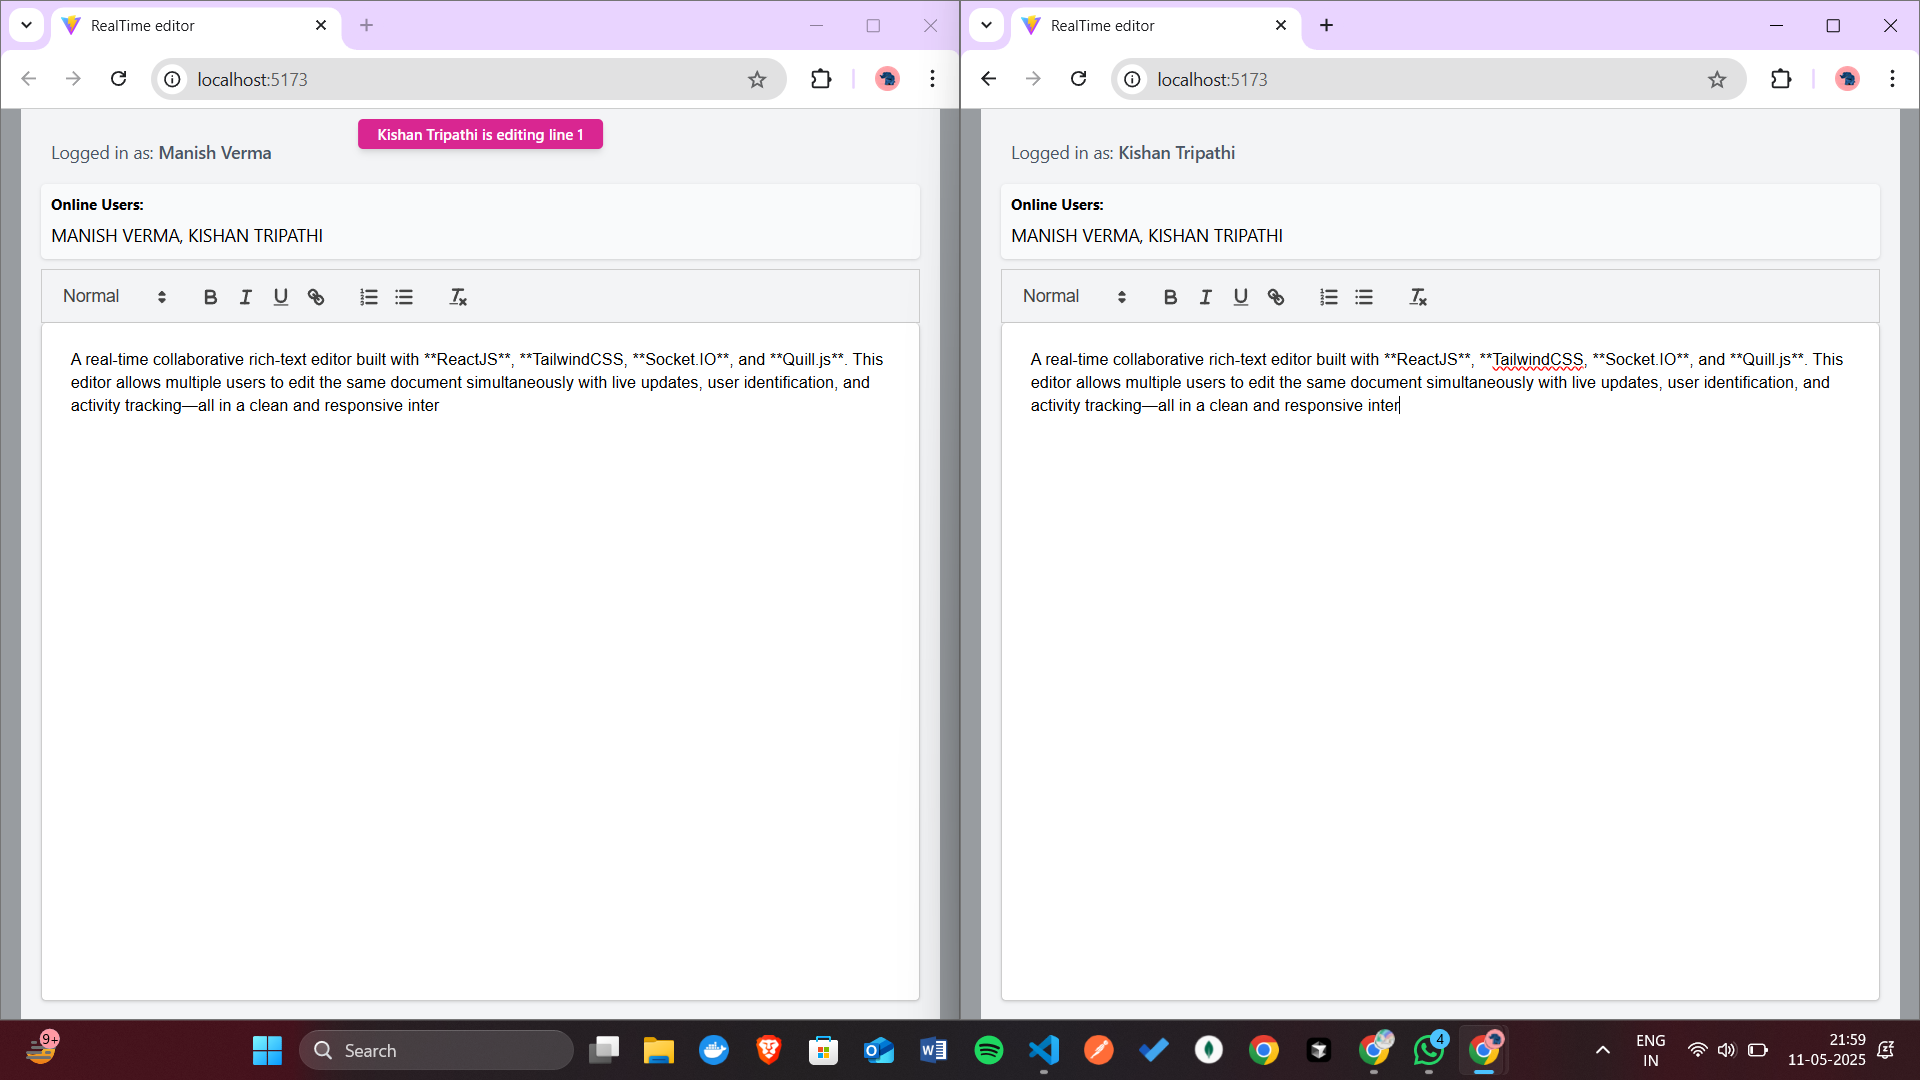 RealTime editor
localhost:5173
Kishan Tripathi is editing line 1
Logged in as: Manish Verma
Online Users:
MANISH VERMA, KISHAN TRIPATHI
Normal
A real-time collaborative rich-text editor built with **ReactJS**, **TailwindCSS, **Socket.IO**, and **Quill.js**. This
editor allows multiple users to edit the same document simultaneously with live updates, user identification, and
activity tracking—all in a clean and responsive inter
RealTime editor
localhost:5173
Logged in as: Kishan Tripathi
Online Users:
MANISH VERMA, KISHAN TRIPATHI
Normal
A real-time collaborative rich-text editor built with **ReactJS**, **TailwindCSS, **Socket.IO**, and **Quill.js**. This
editor allows multiple users to edit the same document simultaneously with live updates, user identification, and
activity tracking—all in a clean and responsive inter
9+
Search
4
ENG
IN
21:59
11-05-2025